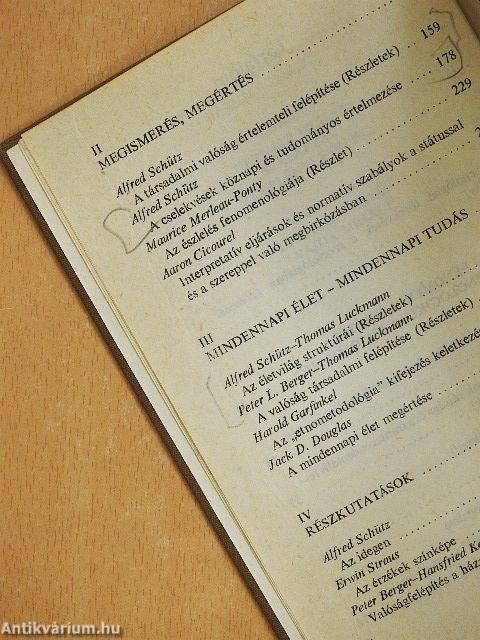 II
MEGISMERÉS, MEGÉRTÉS
Alfred Schütz
A társadalmi valóság értelemteli felépítése (Részletek) .. 159
Alfred Schütz
A cselekvések köznapi és tudományos értelmezése ..... 178
Maurice Merleau-Ponty
Az észlelés fenomenológiája (Részlet) ........ 229
Aaron Cicourel
Interpretatív eljárások és normatív szabályok a státussal
és a szereppel való megbirkózásban
III
MINDENNAPI ÉLET – MINDENNAPI TUDÁS
Alfred Schütz–Thomas Luckmann
Az életvilág struktúrái (Részletek)
Peter L. Berger–Thomas Luckmann
A valóság társadalmi felépítése (Részletek)
Harold Garfinkel
Az „etnometodológia” kifejezés
Jack D. Douglas
A mindennapi élet megértése
IV
RÉSZKUTATÁSOK
Alfred Schütz
Az idegen
Erwin Straus
Az érzékek színképe
Peter Berger–Hansfried
Valóságfelépítés a
Antikvárium.hu